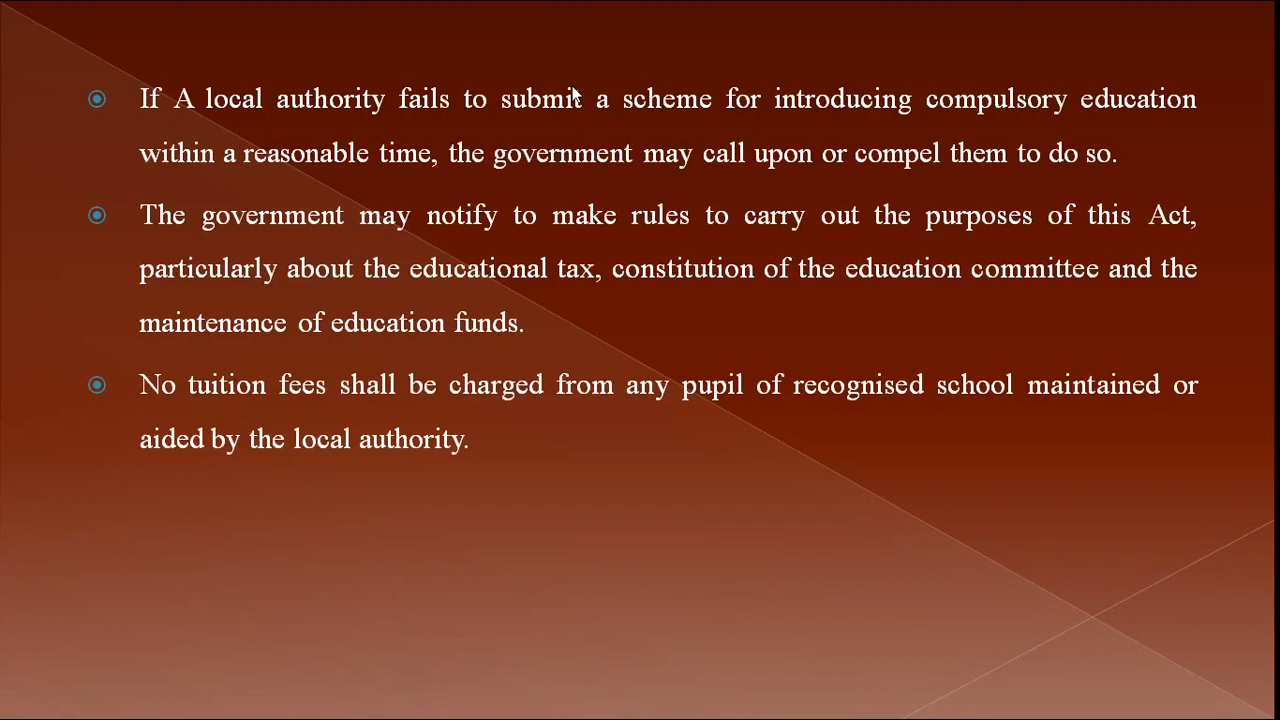 If A local authority fails to submit a scheme for introducing compulsory education
within a reasonable time, the government may call upon or compel them to do so.
The government may notify to make rules to carry out the purposes of this Act,
particularly about the educational tax, constitution of the education committee and the
maintenance of education funds.
No tuition fees shall be charged from any pupil of recognised school maintained or
aided by the local authority.